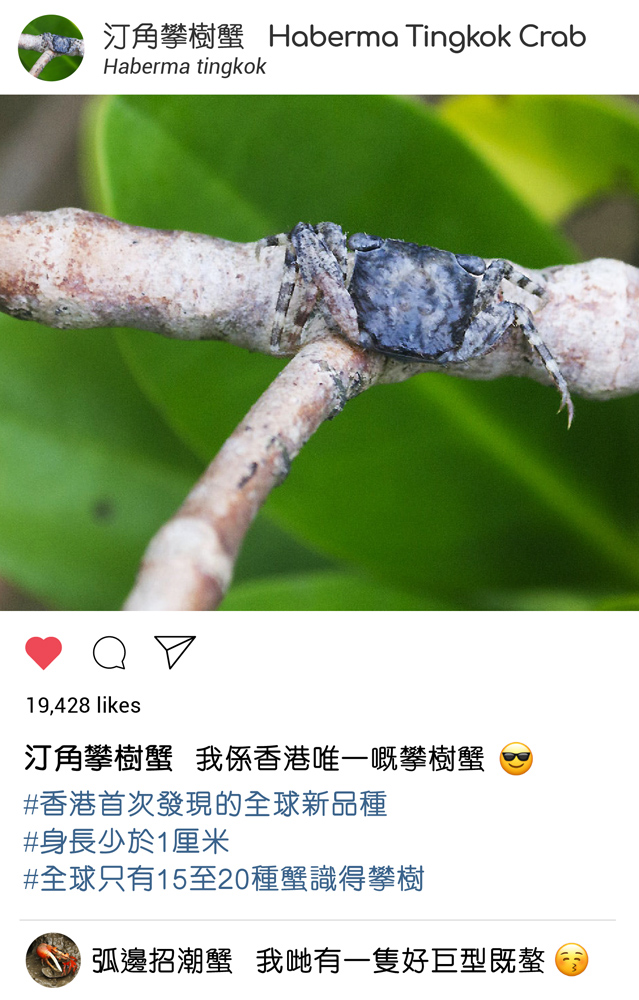 汀角攀樹蟹 Haberma Tingkok Crab
Haberma tingkok
19,428 likes
汀角攀樹蟹 我係香港唯一嘅攀樹蟹 😎
#香港首次發現的全球新品種
#身長少於1厘米
#全球只有15至20種蟹識得攀樹
弧邊招潮蟹 我哋有一隻好巨型既螯 😚